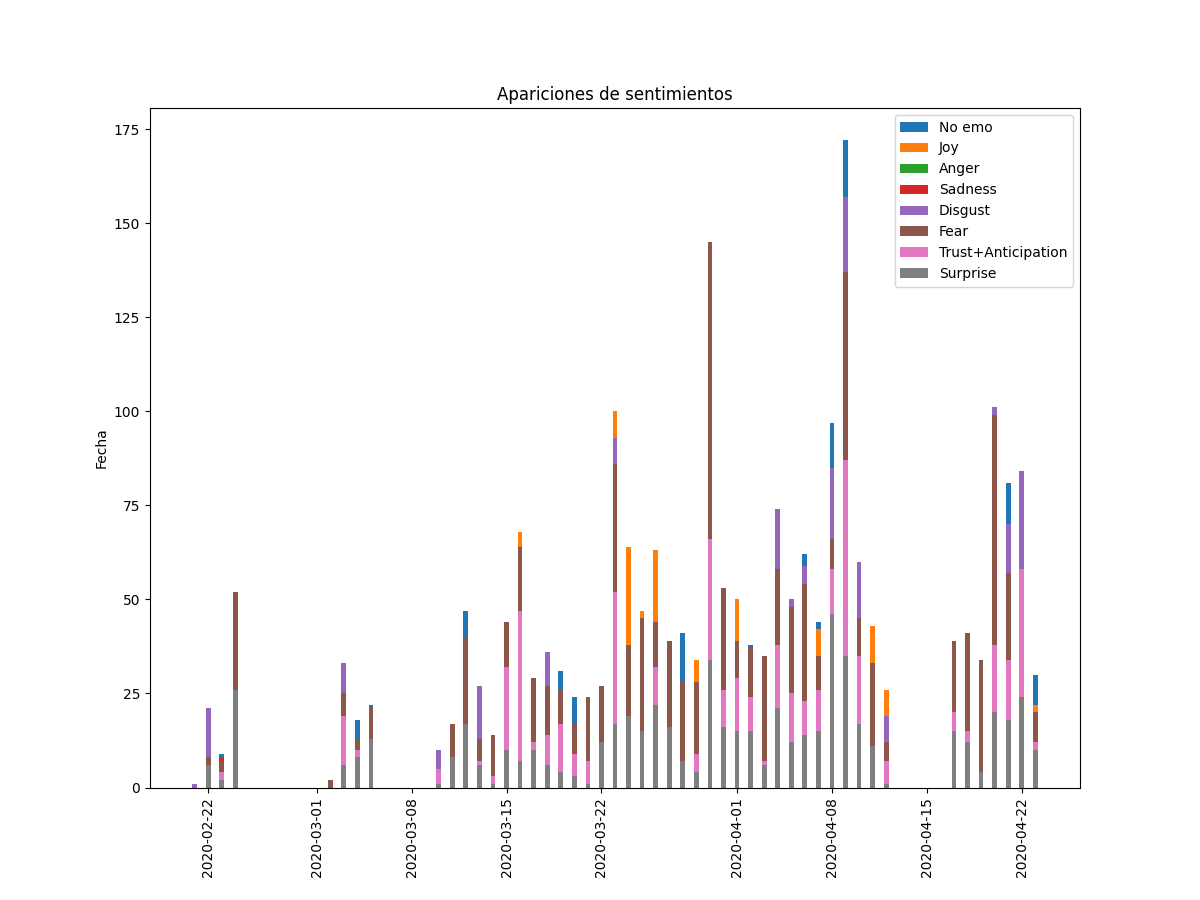 Apariciones de sentimientos
175
150
125
100
75
50
25
0
Fecha
No emo
Joy
Anger
Sadness
Disgust
Fear
Trust+Anticipation
Surprise
2020-02-22
2020-03-01
2020-03-08
2020-03-15
2020-03-22
2020-04-01
2020-04-08
2020-04-15
2020-04-22